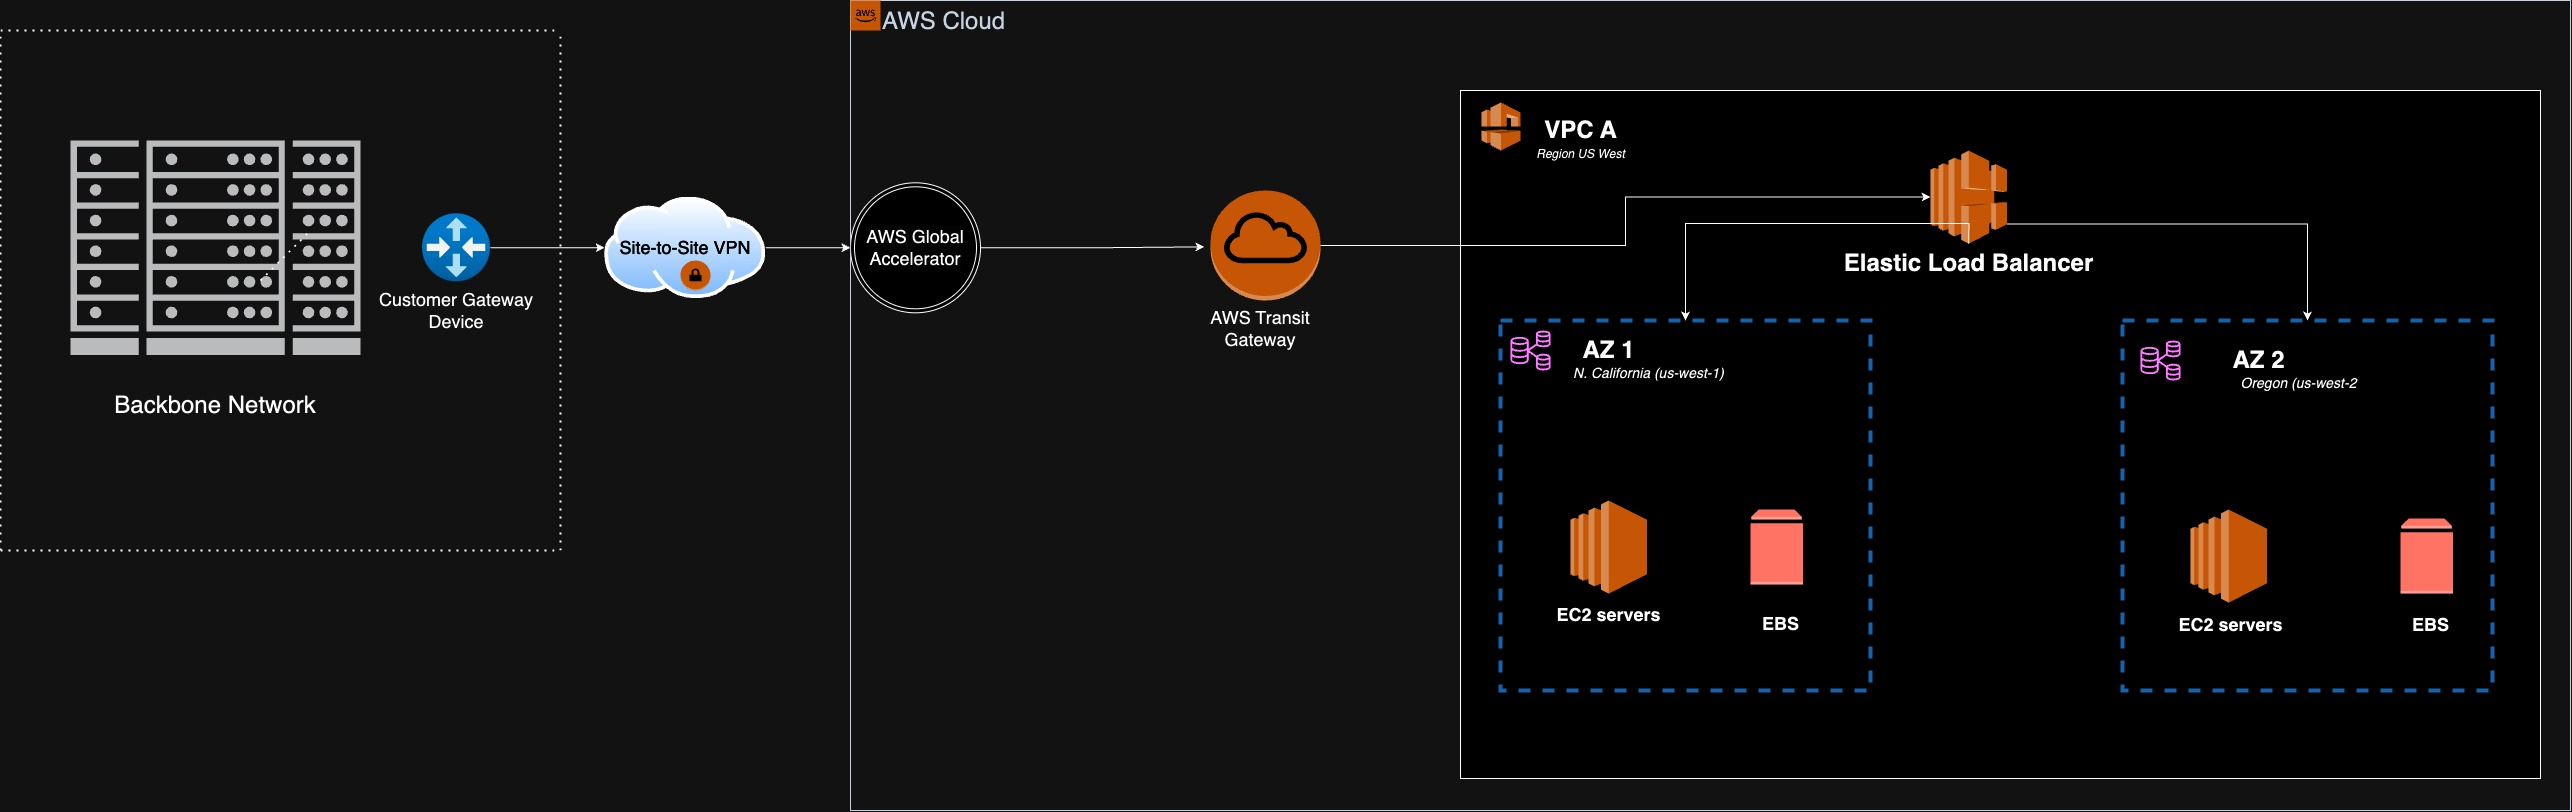 aws
AWS Cloud
Backbone Network
Customer Gateway
Device
Site-to-Site VPN
AWS Global
Accelerator
AWS Transit
Gateway
VPC A
Region US West
Elastic Load Balancer
AZ 1
N. California (us-west-1)
EC2 servers
EBS
AZ 2
Oregon (us-west-2
EC2 servers
EBS